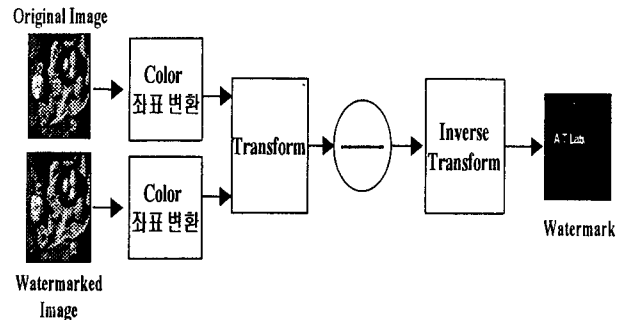 Original Image
Color
좌표 변환
Color
좌표 변환
Transform
Inverse
Transform
A T Lab
Watermark
Watermarked
Image